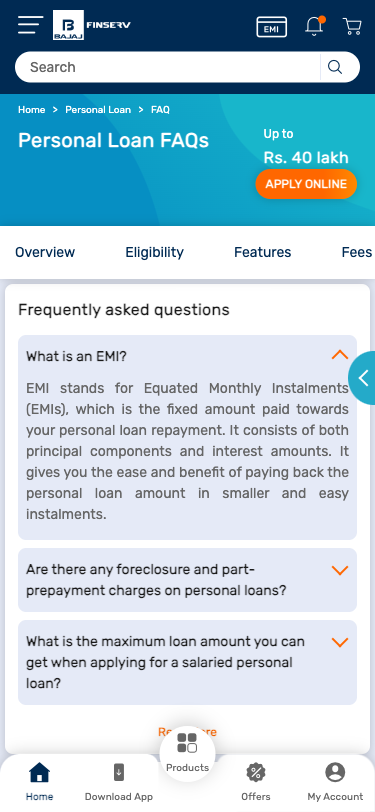 B
BAJAJ
FINSERV
EMI
Search
Home > Personal Loan > FAQ
Personal Loan FAQs
Up to
Rs. 40 lakh
APPLY ONLINE
Overview Eligibility Features Fees
Frequently asked questions
What is an EMI?
EMI stands for Equated Monthly Instalments
(EMIs), which is the fixed amount paid towards
your personal loan repayment. It consists of both
principal components and interest amounts. It
gives you the ease and benefit of paying back the
personal loan amount in smaller and easy
instalments.
Are there any foreclosure and part-
prepayment charges on personal loans?
What is the maximum loan amount you can
get when applying for a salaried personal
loan?
Home Download App Products Offers My Account